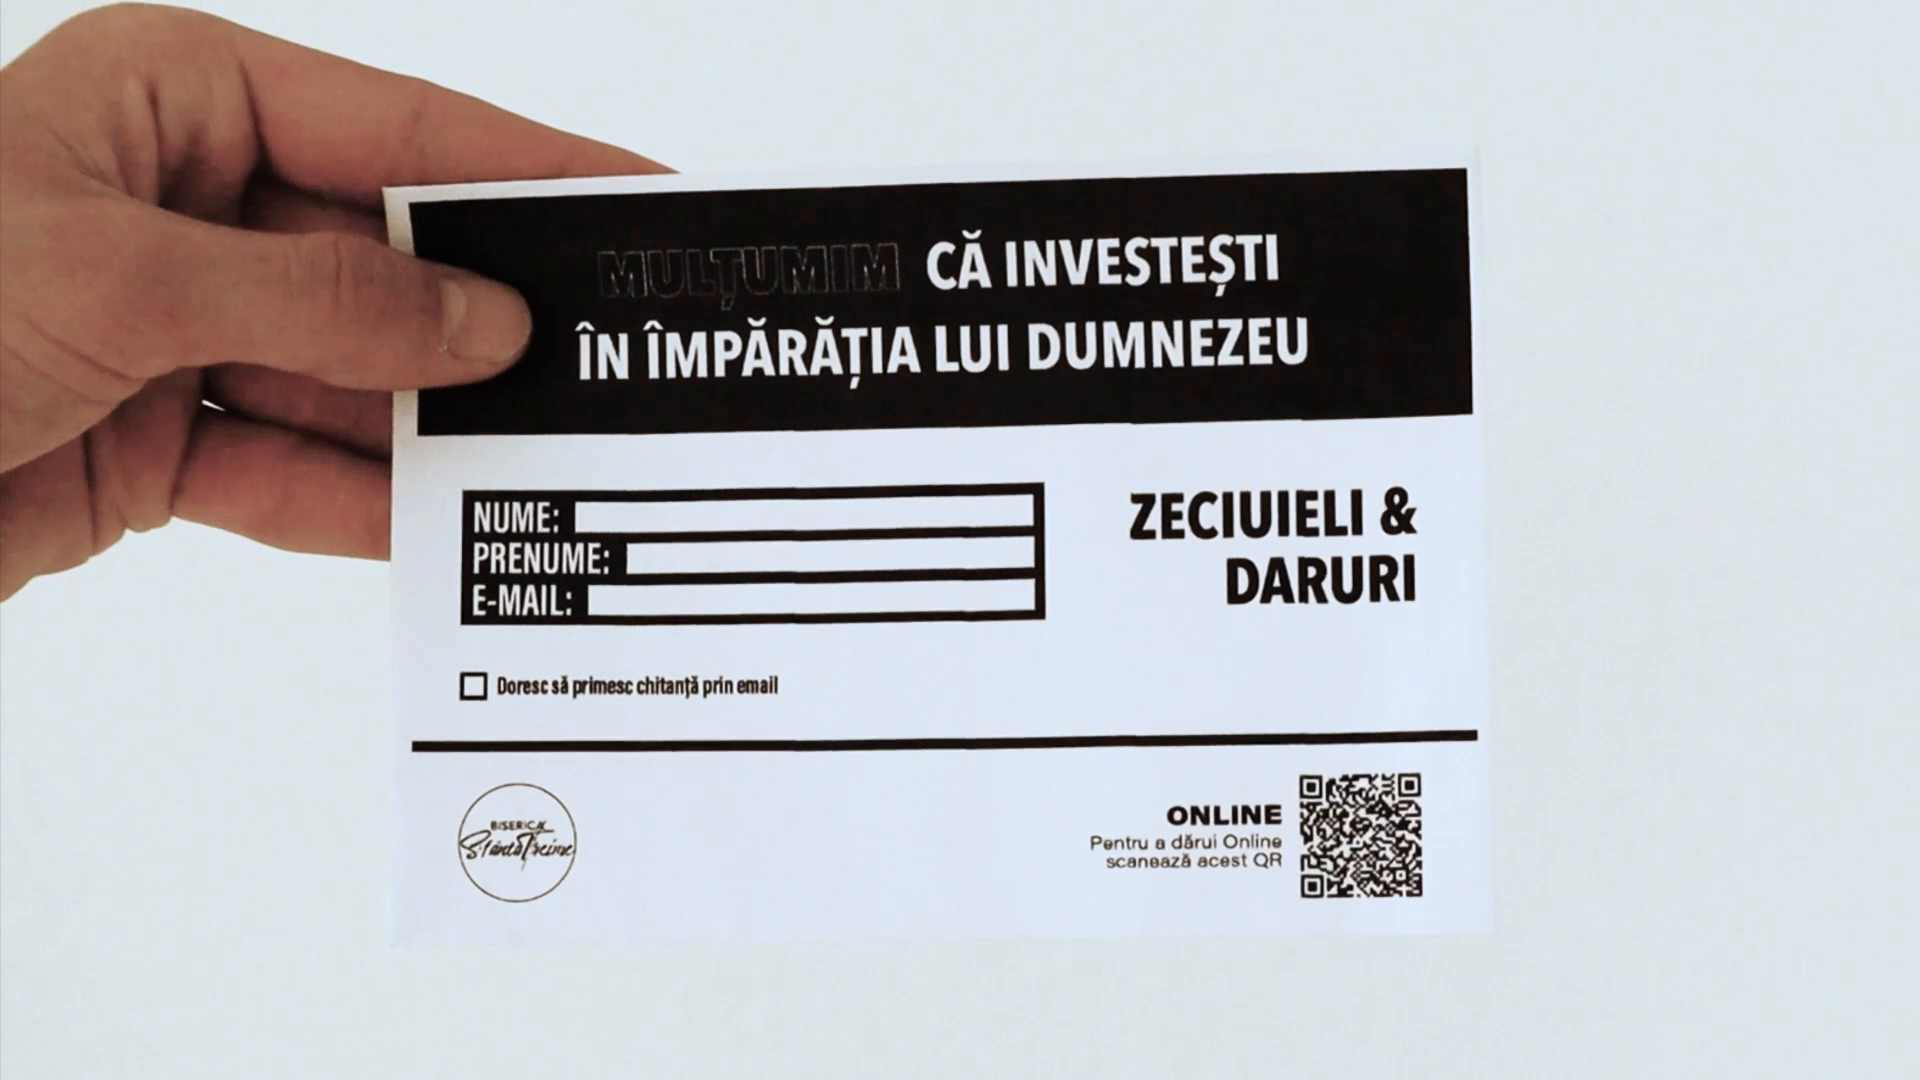 MULȚUMIM CĂ INVESTEȘTI
ÎN ÎMPĂRĂȚIA LUI DUMNEZEU
NUME:
PRENUME:
E-MAIL:
ZECIUIELI &
DARURI
Doresc să primesc chitanță prin email
BISERICA
Sfânta Treime
ONLINE
Pentru a dărui Online
scanează acest QR